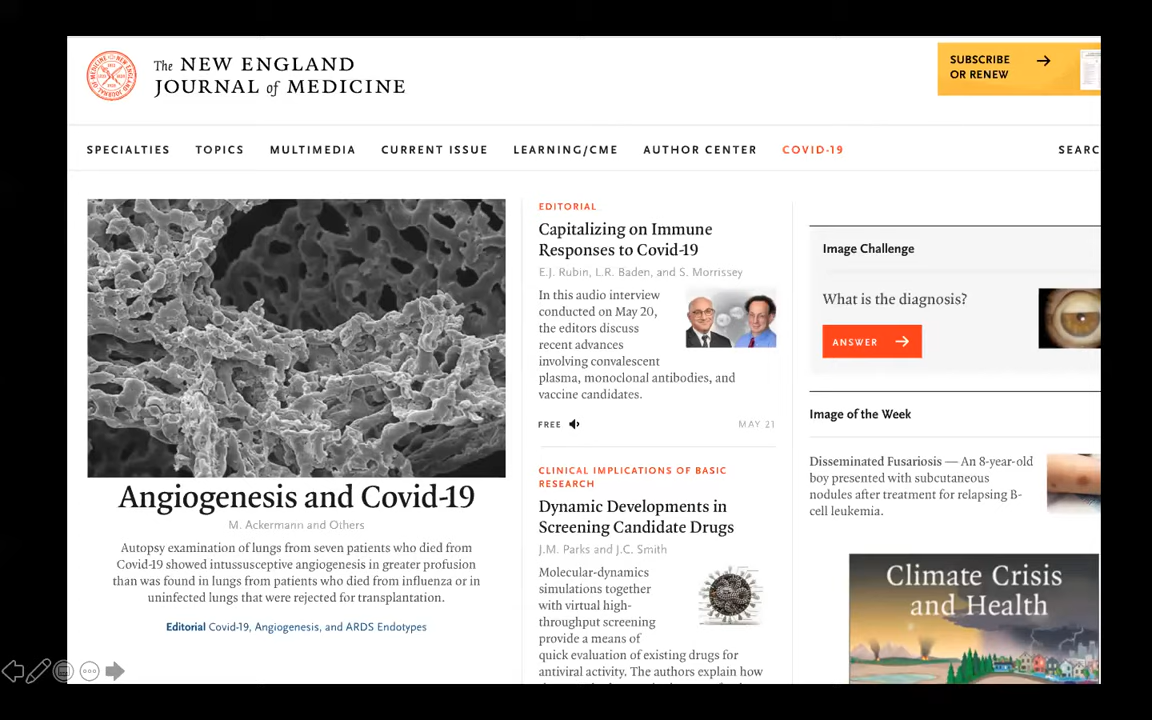 The NEW ENGLAND
JOURNAL of MEDICINE
SUBSCRIBE
OR RENEW
SPECIALTIES TOPICS MULTIMEDIA CURRENT ISSUE LEARNING/CME AUTHOR CENTER COVID-19 SEARC
Angiogenesis and Covid-19
M. Ackermann and Others
Autopsy examination of lungs from seven patients who died from
Covid-19 showed intussusceptive angiogenesis in greater profusion
than was found in lungs from patients who died from influenza or in
uninfected lungs that were rejected for transplantation.
Editorial Covid-19, Angiogenesis, and ARDS Endotypes
EDITORIAL
Capitalizing on Immune
Responses to Covid-19
E.J. Rubin, L.R. Baden, and S. Morrissey
In this audio interview
conducted on May 20,
the editors discuss
recent advances
involving convalescent
plasma, monoclonal antibodies, and
vaccine candidates.
FREE MAY 21
CLINICAL IMPLICATIONS OF BASIC
RESEARCH
Dynamic Developments in
Screening Candidate Drugs
J.M. Parks and J.C. Smith
Molecular-dynamics
simulations together
with virtual high-
throughput screening
provide a means of
quick evaluation of existing drugs for
antiviral activity. The authors explain how
Image Challenge
What is the diagnosis?
ANSWER
Image of the Week
Disseminated Fusariosis — An 8-year-old
boy presented with subcutaneous
nodules after treatment for relapsing B-
cell leukemia.
Climate Crisis
and Health